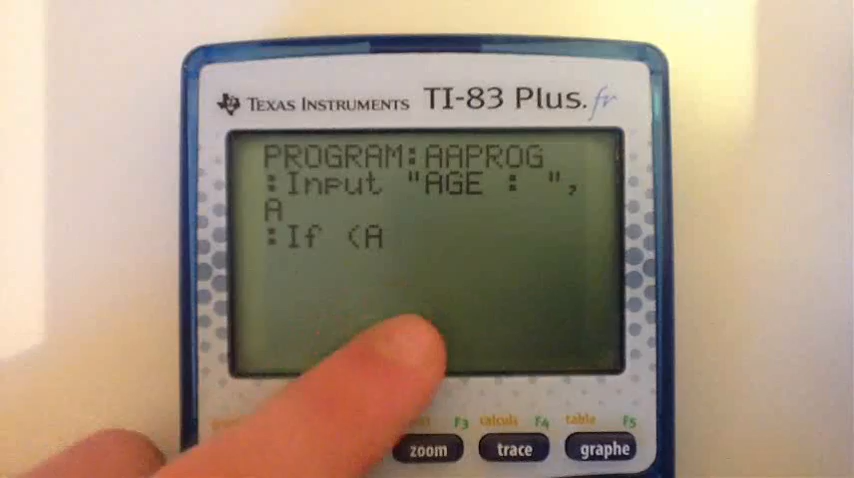 TEXAS INSTRUMENTS TI-83 Plus.fr
PROGRAM:AAPROG
:Input "AGE : ",
A
:If (A
F3 calculs F4 table F5
zoom trace graphe